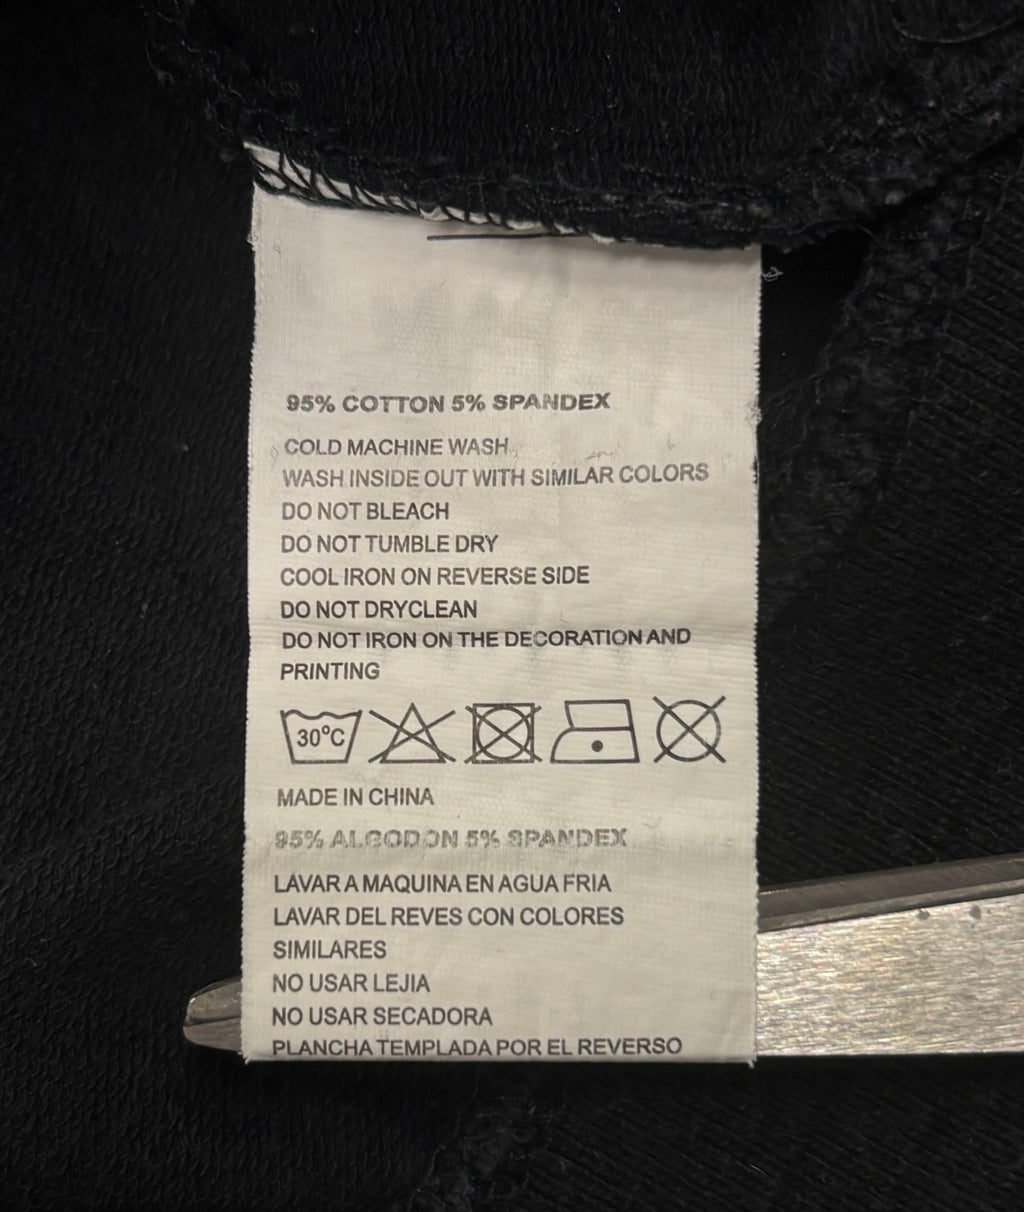 95% COTTON 5% SPANDEX
COLD MACHINE WASH
WASH INSIDE OUT WITH SIMILAR COLORS
DO NOT BLEACH
DO NOT TUMBLE DRY
COOL IRON ON REVERSE SIDE
DO NOT DRYCLEAN
DO NOT IRON ON THE DECORATION AND
PRINTING
30°C
MADE IN CHINA
95% ALGODON 5% SPANDEX
LAVAR A MAQUINA EN AGUA FRIA
LAVAR DEL REVES CON COLORES
SIMILARES
NO USAR LEJIA
NO USAR SECADORA
PLANCHA TEMPLADA POR EL REVERSO